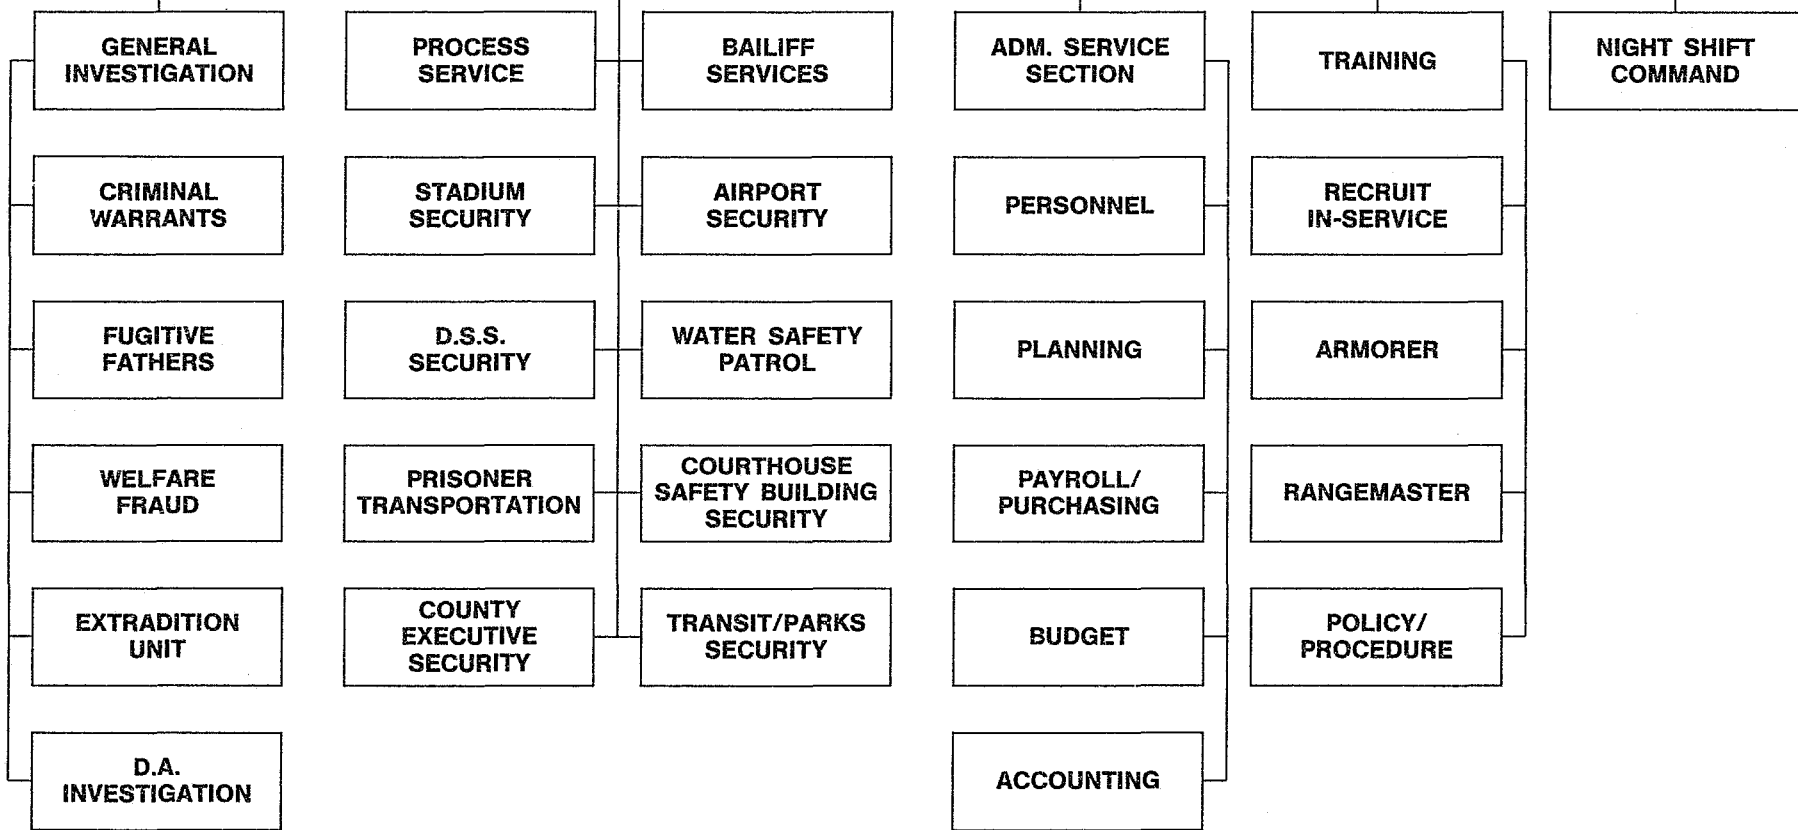 GENERAL
INVESTIGATION
PROCESS
SERVICE
BAILIFF
SERVICES
ADM. SERVICE
SECTION
TRAINING
NIGHT SHIFT
COMMAND
CRIMINAL
WARRANTS
STADIUM
SECURITY
AIRPORT
SECURITY
PERSONNEL
RECRUIT
IN-SERVICE
FUGITIVE
FATHERS
D.S.S.
SECURITY
WATER SAFETY
PATROL
PLANNING
ARMORER
WELFARE
FRAUD
PRISONER
TRANSPORTATION
COURTHOUSE
SAFETY BUILDING
SECURITY
PAYROLL/
PURCHASING
RANGEMASTER
EXTRADITION
UNIT
COUNTY
EXECUTIVE
SECURITY
TRANSIT/PARKS
SECURITY
BUDGET
POLICY/
PROCEDURE
D.A.
INVESTIGATION
ACCOUNTING